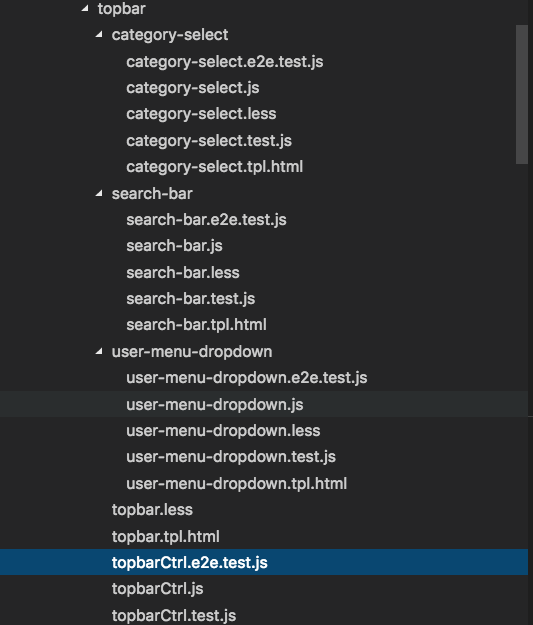 topbar
category-select
category-select.e2e.test.js
category-select.js
category-select.less
category-select.test.js
category-select.tpl.html
search-bar
search-bar.e2e.test.js
search-bar.js
search-bar.less
search-bar.test.js
search-bar.tpl.html
user-menu-dropdown
user-menu-dropdown.e2e.test.js
user-menu-dropdown.js
user-menu-dropdown.less
user-menu-dropdown.test.js
user-menu-dropdown.tpl.html
topbar.less
topbar.tpl.html
topbarCtrl.e2e.test.js
topbarCtrl.js
topbarCtrl.test.js